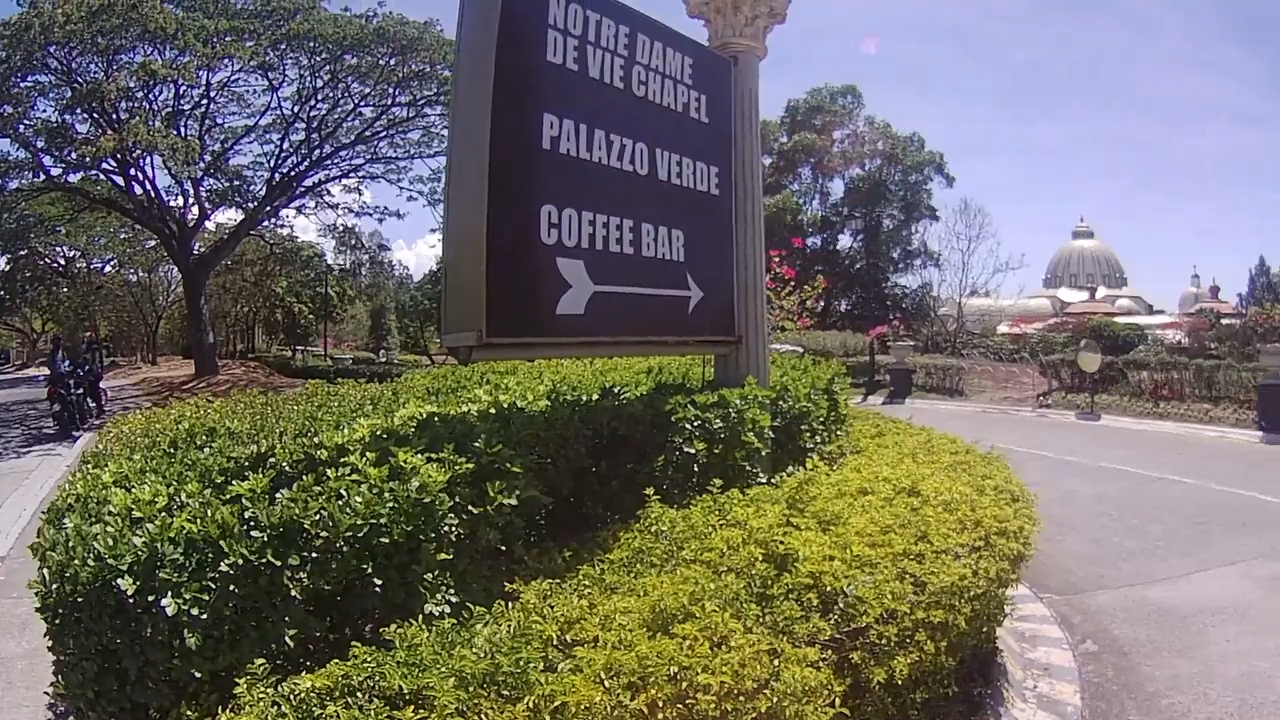 NOTRE DAME
DE VIE CHAPEL
PALAZZO VERDE
COFFEE BAR